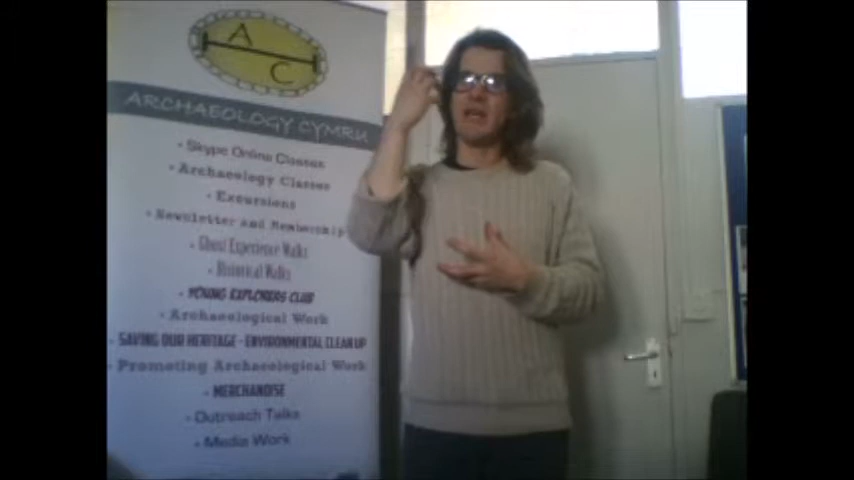 A
C
ARCHAEOLOGY CYMRU
• Skype Online Classes
• Archaeology Classes
• Excursions
• Newsletter and Membership
• Ghost Experience Walks
• Historical Walks
• YOUNG EXPLORERS CLUB
• Archaeological Work
• SAVING OUR HERITAGE - ENVIRONMENTAL CLEAN UP
• Promoting Archaeological Work
• MERCHANDISE
• Outreach Talks
• Media Work